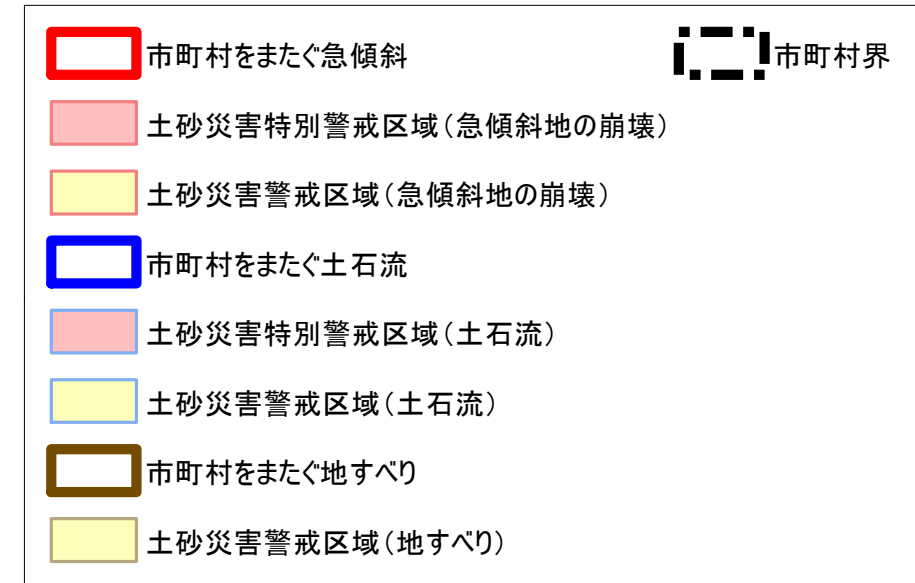 市町村をまたぐ急傾斜
市町村界
土砂災害特別警戒区域（急傾斜地の崩壊）
土砂災害警戒区域（急傾斜地の崩壊）
市町村をまたぐ土石流
土砂災害特別警戒区域（土石流）
土砂災害警戒区域（土石流）
市町村をまたぐ地すべり
土砂災害警戒区域（地すべり）